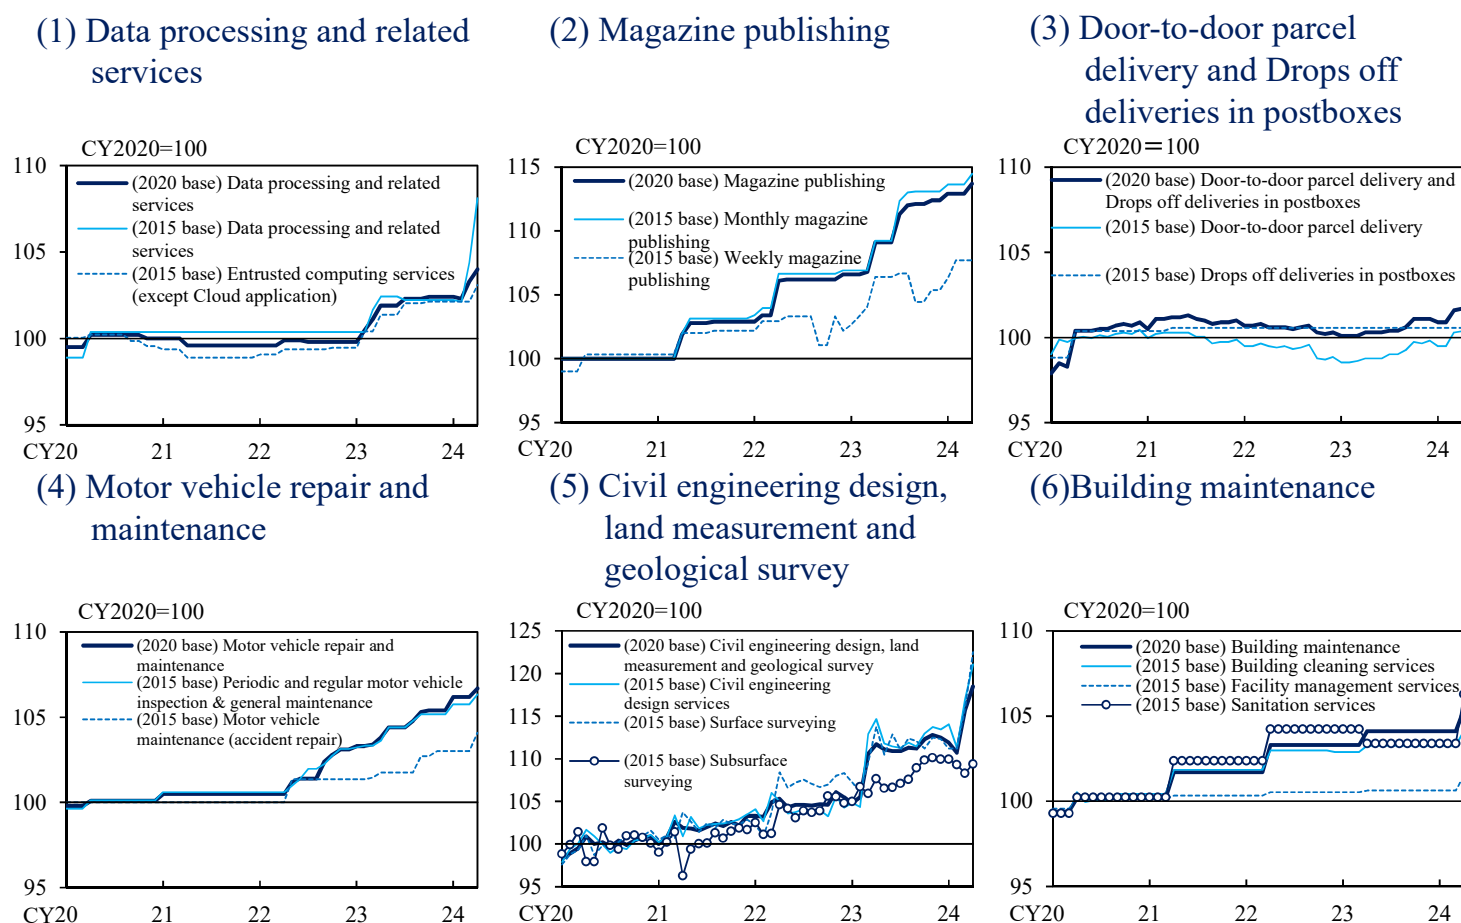 (1) Data processing and related
services
CY2020=100
110
105
100
95
(2020 base) Data processing and related
services
(2015 base) Data processing and related
services
(2015 base) Entrusted computing services
(except Cloud application)
CY20 21 22 23 24
(2) Magazine publishing
CY2020=100
115
110
105
100
95
(2020 base) Magazine publishing
(2015 base) Monthly magazine
publishing
(2015 base) Weekly magazine
publishing
CY20 21 22 23 24
(3) Door-to-door parcel
delivery and Drops off
deliveries in postboxes
CY2020=100
110
105
100
95
(2020 base) Door-to-door parcel delivery and
Drops off deliveries in postboxes
(2015 base) Door-to-door parcel delivery
(2015 base) Drops off deliveries in postboxes
CY20 21 22 23 24
(4) Motor vehicle repair and
maintenance
CY2020=100
110
105
100
95
(2020 base) Motor vehicle repair and
maintenance
(2015 base) Periodic and regular motor vehicle
inspection & general maintenance
(2015 base) Motor vehicle
maintenance (accident repair)
CY20 21 22 23 24
(5) Civil engineering design,
land measurement and
geological survey
CY2020=100
125
120
115
110
105
100
95
(2020 base) Civil engineering design, land
measurement and geological survey
(2015 base) Civil engineering
design services
(2015 base) Surface surveying
(2015 base) Subsurface
surveying
CY20 21 22 23 24
(6)Building maintenance
CY2020=100
110
105
100
95
(2020 base) Building maintenance
(2015 base) Building cleaning services
(2015 base) Facility management services
(2015 base) Sanitation services
CY20 21 22 23 24